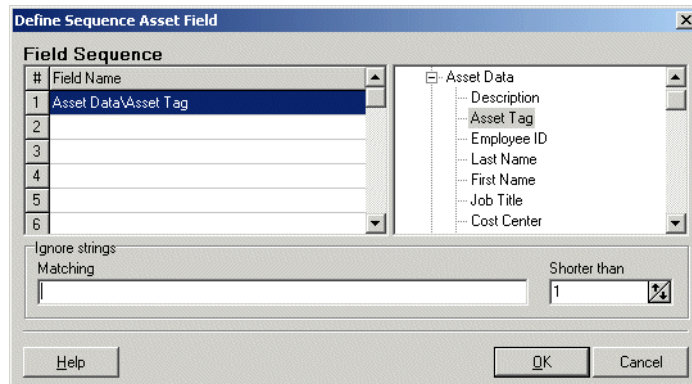 Define Sequence Asset Field
Field Sequence
# Field Name
1 Asset Data\Asset Tag
2
3
4
5
6
Asset Data
Description
Asset Tag
Employee ID
Last Name
First Name
Job Title
Cost Center
Ignore strings
Matching
Shorter than
1
Help
OK
Cancel